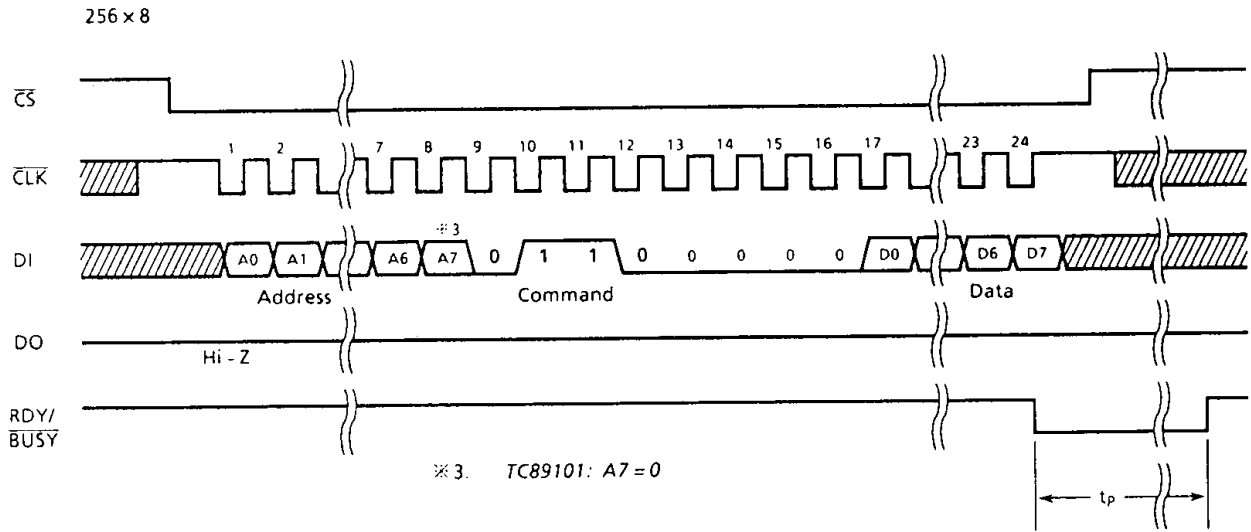 256 × 8
CS
CLK
1 2 7 8 9 10 11 12 13 14 15 16 17 23 24
※3
DI
A0 A1 A6 A7 0 1 1 0 0 0 0 0 D0 D6 D7
Address Command Data
DO
Hi - Z
RDY/
BUSY
※3. TC89101: A7 = 0
tP